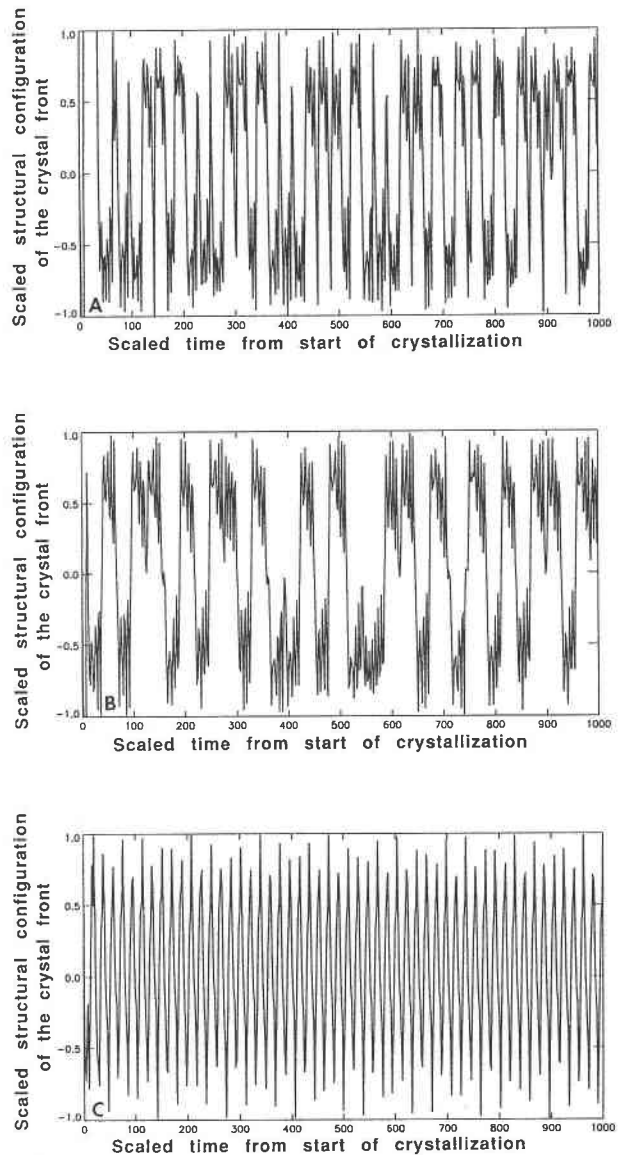 Scaled structural configuration
of the crystal front
1.0
0.5
0.0
-0.5
-1.0
A
0 100 200 300 400 500 600 700 800 900 1000
Scaled time from start of crystallization
Scaled structural configuration
of the crystal front
1.0
0.5
0.0
-0.5
-1.0
B
0 100 200 300 400 500 600 700 800 900 1000
Scaled time from start of crystallization
Scaled structural configuration
of the crystal front
1.0
0.5
0.0
-0.5
-1.0
C
0 100 200 300 400 500 600 700 800 900 1000
Scaled time from start of crystallization